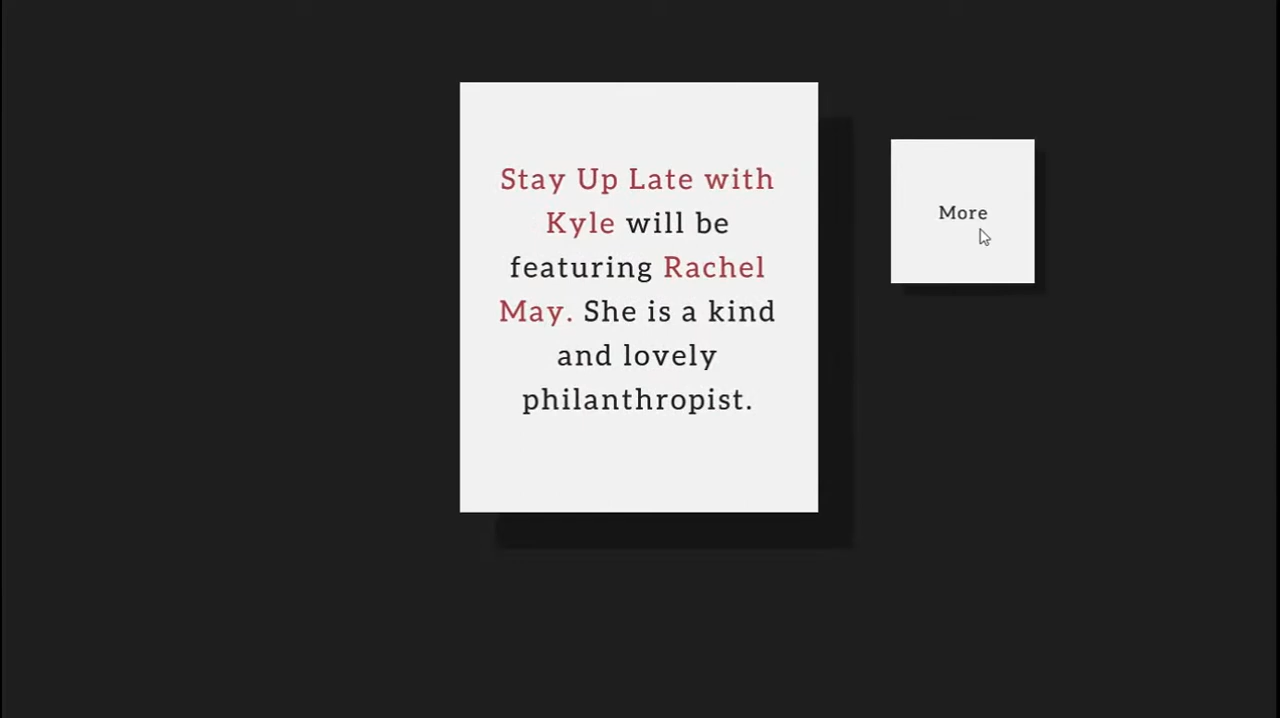 Stay Up Late with
Kyle will be
featuring Rachel
May. She is a kind
and lovely
philanthropist.
More